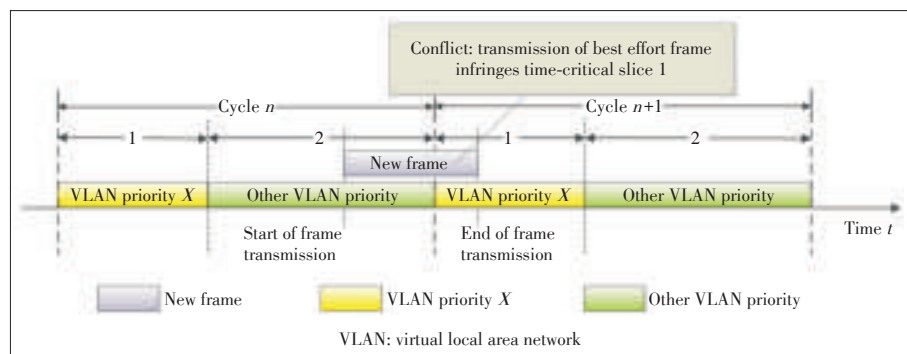 Conflict: transmission of best effort frame
infringes time-critical slice 1
Cycle n
Cycle n+1
1
2
1
2
New frame
VLAN priority X
Other VLAN priority
VLAN priority X
Other VLAN priority
Time t
Start of frame
transmission
End of frame
transmission
New frame
VLAN priority X
Other VLAN priority
VLAN: virtual local area network